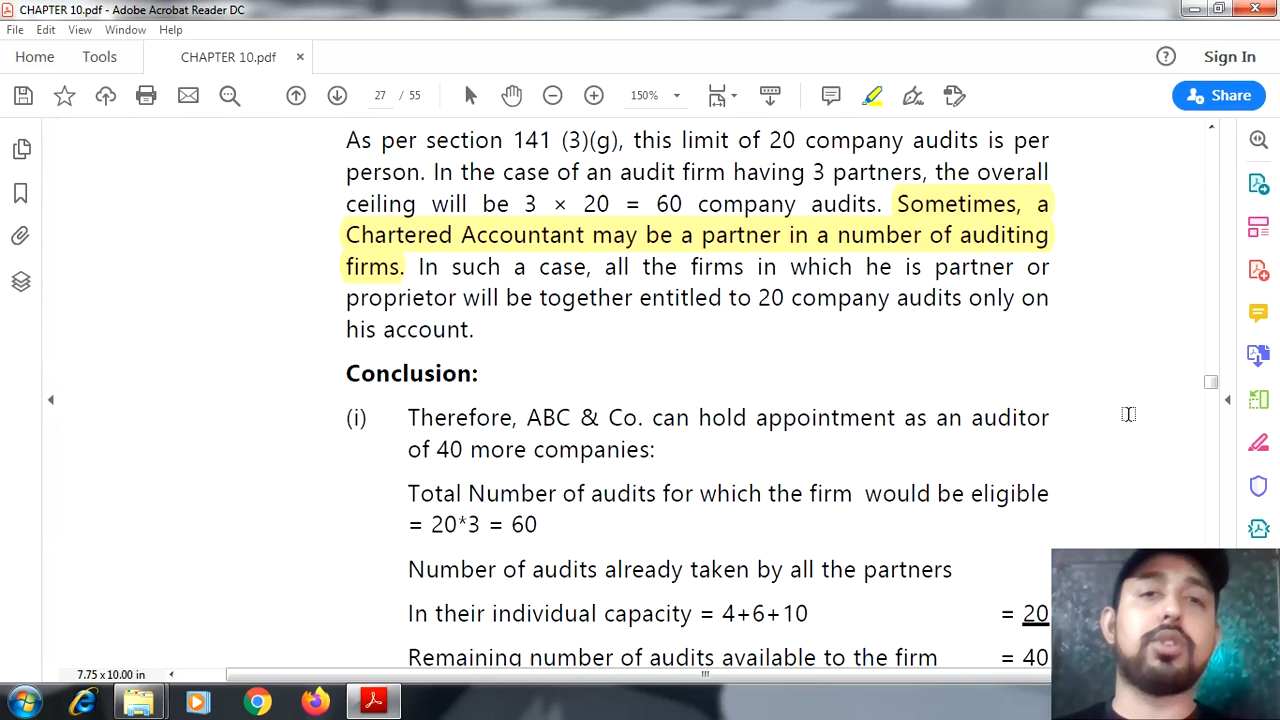 CHAPTER 10.pdf - Adobe Acrobat Reader DC
File Edit View Window Help
Home Tools CHAPTER 10.pdf × ? Sign In
27 / 55 150% Share
As per section 141 (3)(g), this limit of 20 company audits is per
person. In the case of an audit firm having 3 partners, the overall
ceiling will be 3 × 20 = 60 company audits. Sometimes, a
Chartered Accountant may be a partner in a number of auditing
firms. In such a case, all the firms in which he is partner or
proprietor will be together entitled to 20 company audits only on
his account.
Conclusion:
(i) Therefore, ABC & Co. can hold appointment as an auditor
of 40 more companies:
Total Number of audits for which the firm would be eligible
= 20*3 = 60
Number of audits already taken by all the partners
In their individual capacity = 4+6+10 = 20
Remaining number of audits available to the firm = 40
7.75 x 10.00 in